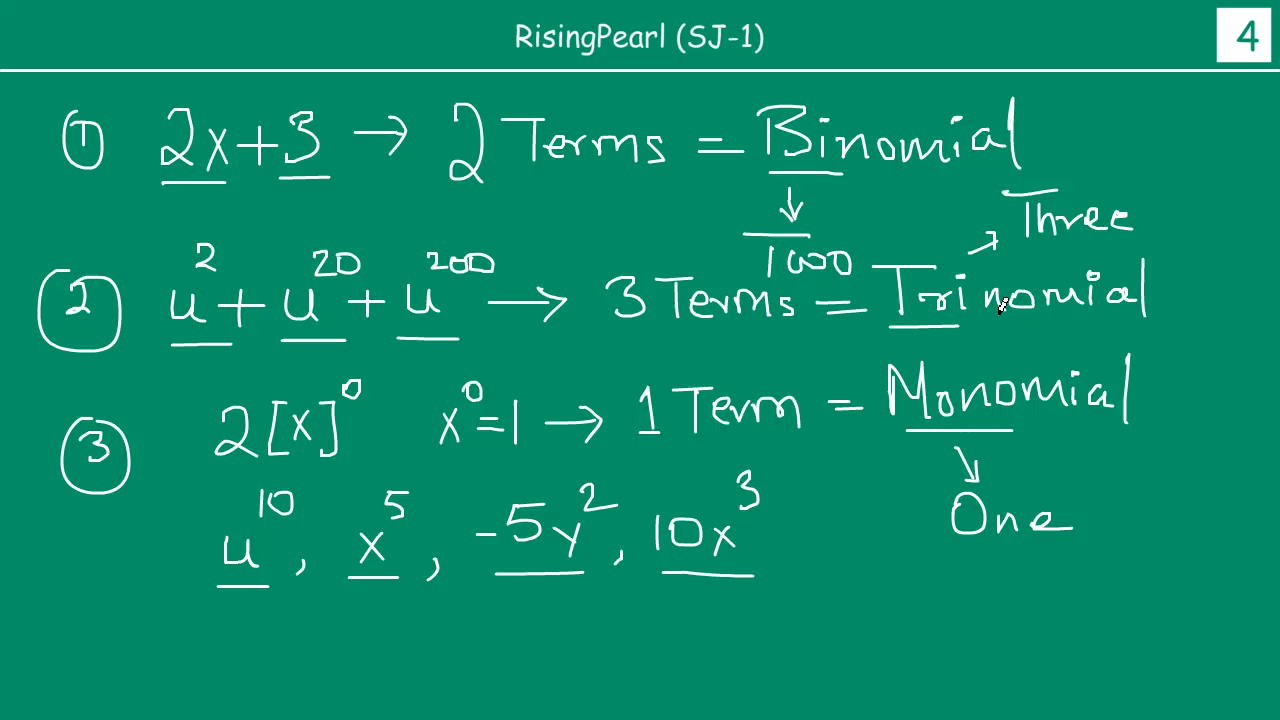 RisingPearl (SJ-1)
4
① 2x + 3 → 2 Terms = Binomial
↓
Three
② u² + u²⁰ + u²⁰⁰ → 3 Terms = Trinomial
③ 2[x]⁰ x⁰ = 1 → 1 Term = Monomial
↓
One
u¹⁰, x⁵, -5y², 10x³